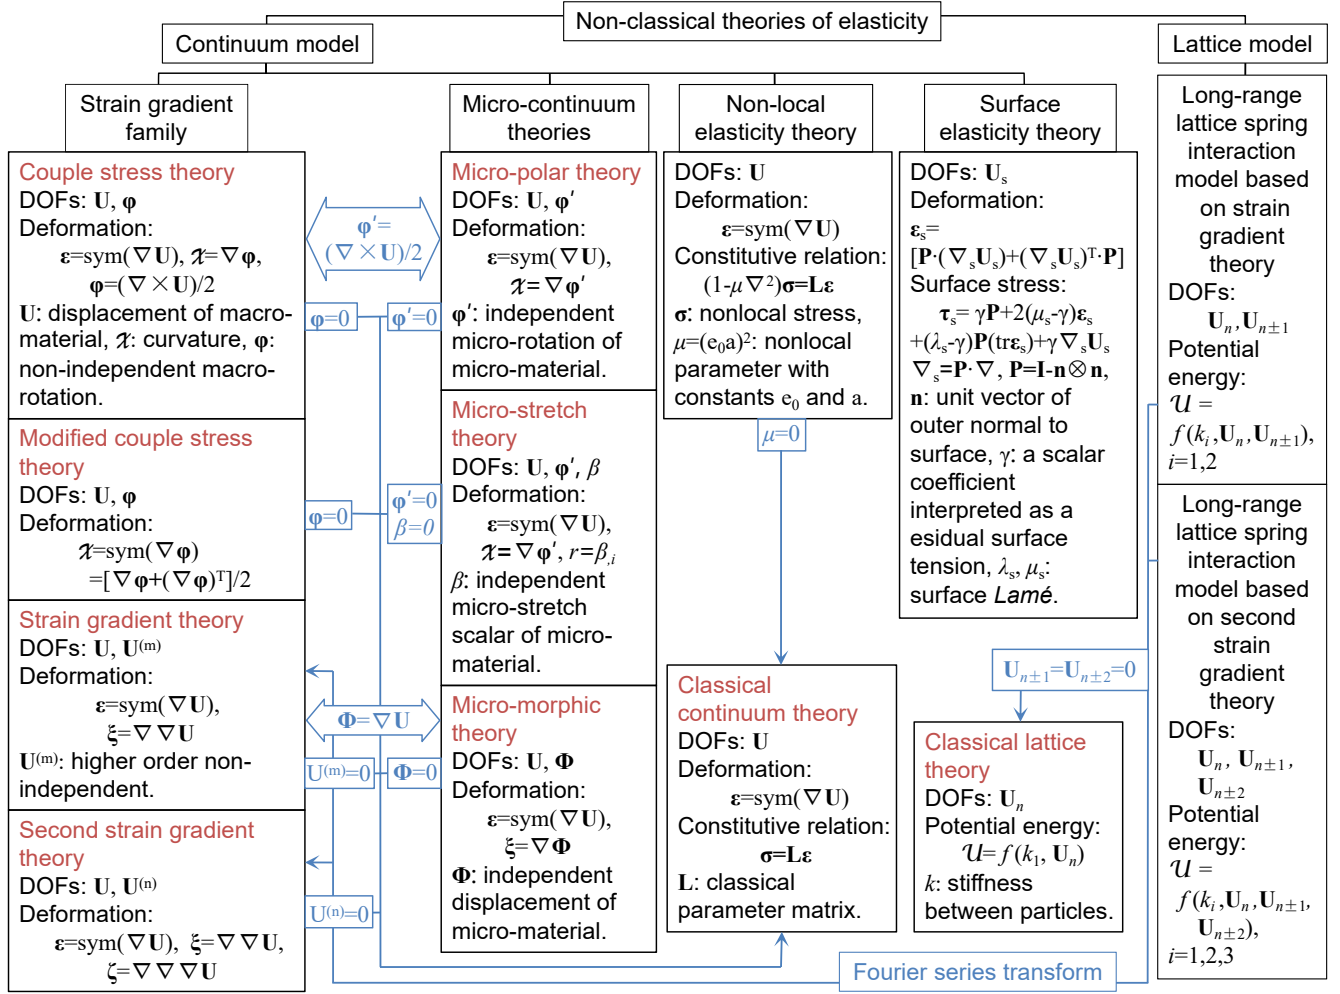 Non-classical theories of elasticity
Continuum model
Lattice model
Strain gradient
family
Couple stress theory
DOFs: U, φ
Deformation:
ε=sym(∇U), 𝒳=∇φ,
φ=(∇×U)/2
U: displacement of macro-
material, 𝒳: curvature, φ:
non-independent macro-
rotation.
Modified couple stress
theory
DOFs: U, φ
Deformation:
𝒳=sym(∇φ)
=[∇φ+(∇φ)ᵀ]/2
Strain gradient theory
DOFs: U, U⁽ᵐ⁾
Deformation:
ε=sym(∇U),
ξ=∇∇U
U⁽ᵐ⁾: higher order non-
independent.
Second strain gradient
theory
DOFs: U, U⁽ⁿ⁾
Deformation:
ε=sym(∇U), ξ=∇∇U,
ζ=∇∇∇U
φ'=
(∇×U)/2
φ=0
φ'=0
φ=0
φ'=0
β=0
Φ=∇U
U⁽ᵐ⁾=0
Φ=0
U⁽ⁿ⁾=0
Micro-continuum
theories
Micro-polar theory
DOFs: U, φ'
Deformation:
ε=sym(∇U),
𝒳=∇φ'
φ': independent
micro-rotation of
micro-material.
Micro-stretch
theory
DOFs: U, φ', β
Deformation:
ε=sym(∇U),
𝒳=∇φ', r=β,ᵢ
β: independent
micro-stretch
scalar of micro-
material.
Micro-morphic
theory
DOFs: U, Φ
Deformation:
ε=sym(∇U),
ξ=∇Φ
Φ: independent
displacement of
micro-material.
Non-local
elasticity theory
DOFs: U
Deformation:
ε=sym(∇U)
Constitutive relation:
(1-μ∇²)σ=Lε
σ: nonlocal stress,
μ=(e₀a)²: nonlocal
parameter with
constants e₀ and a.
μ=0
Classical
continuum theory
DOFs: U
Deformation:
ε=sym(∇U)
Constitutive relation:
σ=Lε
L: classical
parameter matrix.
Surface
elasticity theory
DOFs: Uₛ
Deformation:
εₛ=
[P·(∇ₛUₛ)+(∇ₛUₛ)ᵀ·P]
Surface stress:
τₛ= γP+2(μₛ-γ)εₛ
+(λₛ-γ)P(trεₛ)+γ∇ₛUₛ
∇ₛ=P·∇, P=I-n⊗n,
n: unit vector of
outer normal to
surface, γ: a scalar
coefficient
interpreted as a
esidual surface
tension, λₛ, μₛ:
surface Lamé.
Uₙ±₁=Uₙ±₂=0
Classical lattice
theory
DOFs: Uₙ
Potential energy:
𝒰=f(k₁, Uₙ)
k: stiffness
between particles.
Long-range
lattice spring
interaction
model based
on strain
gradient
theory
DOFs:
Uₙ,Uₙ±₁
Potential
energy:
𝒰 =
f(kᵢ,Uₙ,Uₙ±₁),
i=1,2
Long-range
lattice spring
interaction
model based
on second
strain
gradient
theory
DOFs:
Uₙ, Uₙ±₁,
Uₙ±₂
Potential
energy:
𝒰 =
f(kᵢ,Uₙ,Uₙ±₁,
Uₙ±₂),
i=1,2,3
Fourier series transform